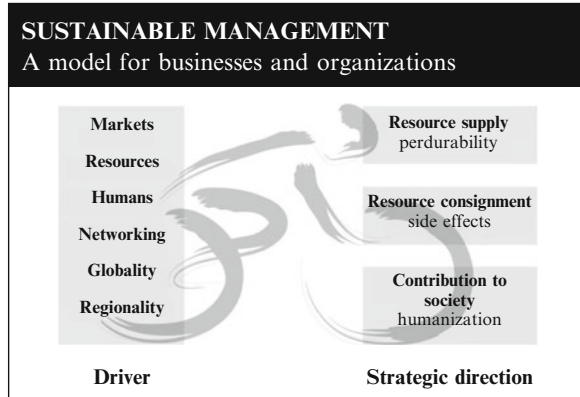 SUSTAINABLE MANAGEMENT
A model for businesses and organizations
Markets
Resources
Humans
Networking
Globality
Regionality
Driver
Resource supply
perdurability
Resource consignment
side effects
Contribution to
society
humanization
Strategic direction